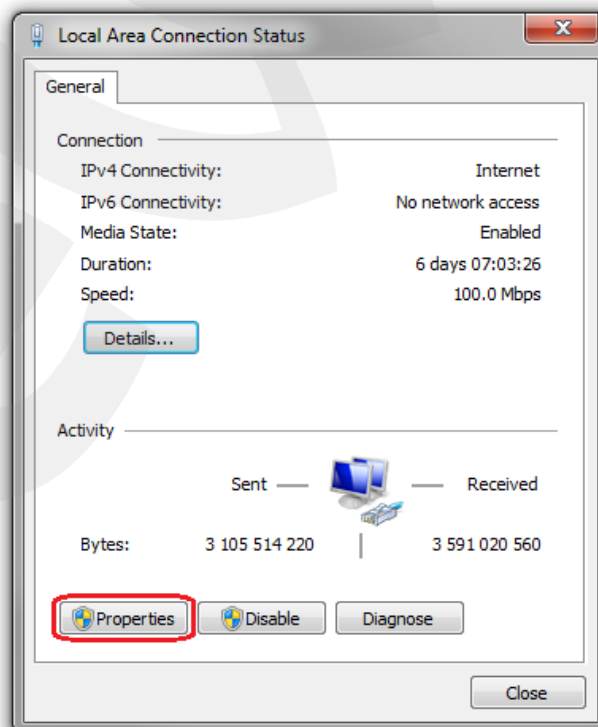 Local Area Connection Status
General
Connection
IPv4 Connectivity: Internet
IPv6 Connectivity: No network access
Media State: Enabled
Duration: 6 days 07:03:26
Speed: 100.0 Mbps
Details...
Activity
Sent Received
Bytes: 3 105 514 220 3 591 020 560
Properties Disable Diagnose
Close